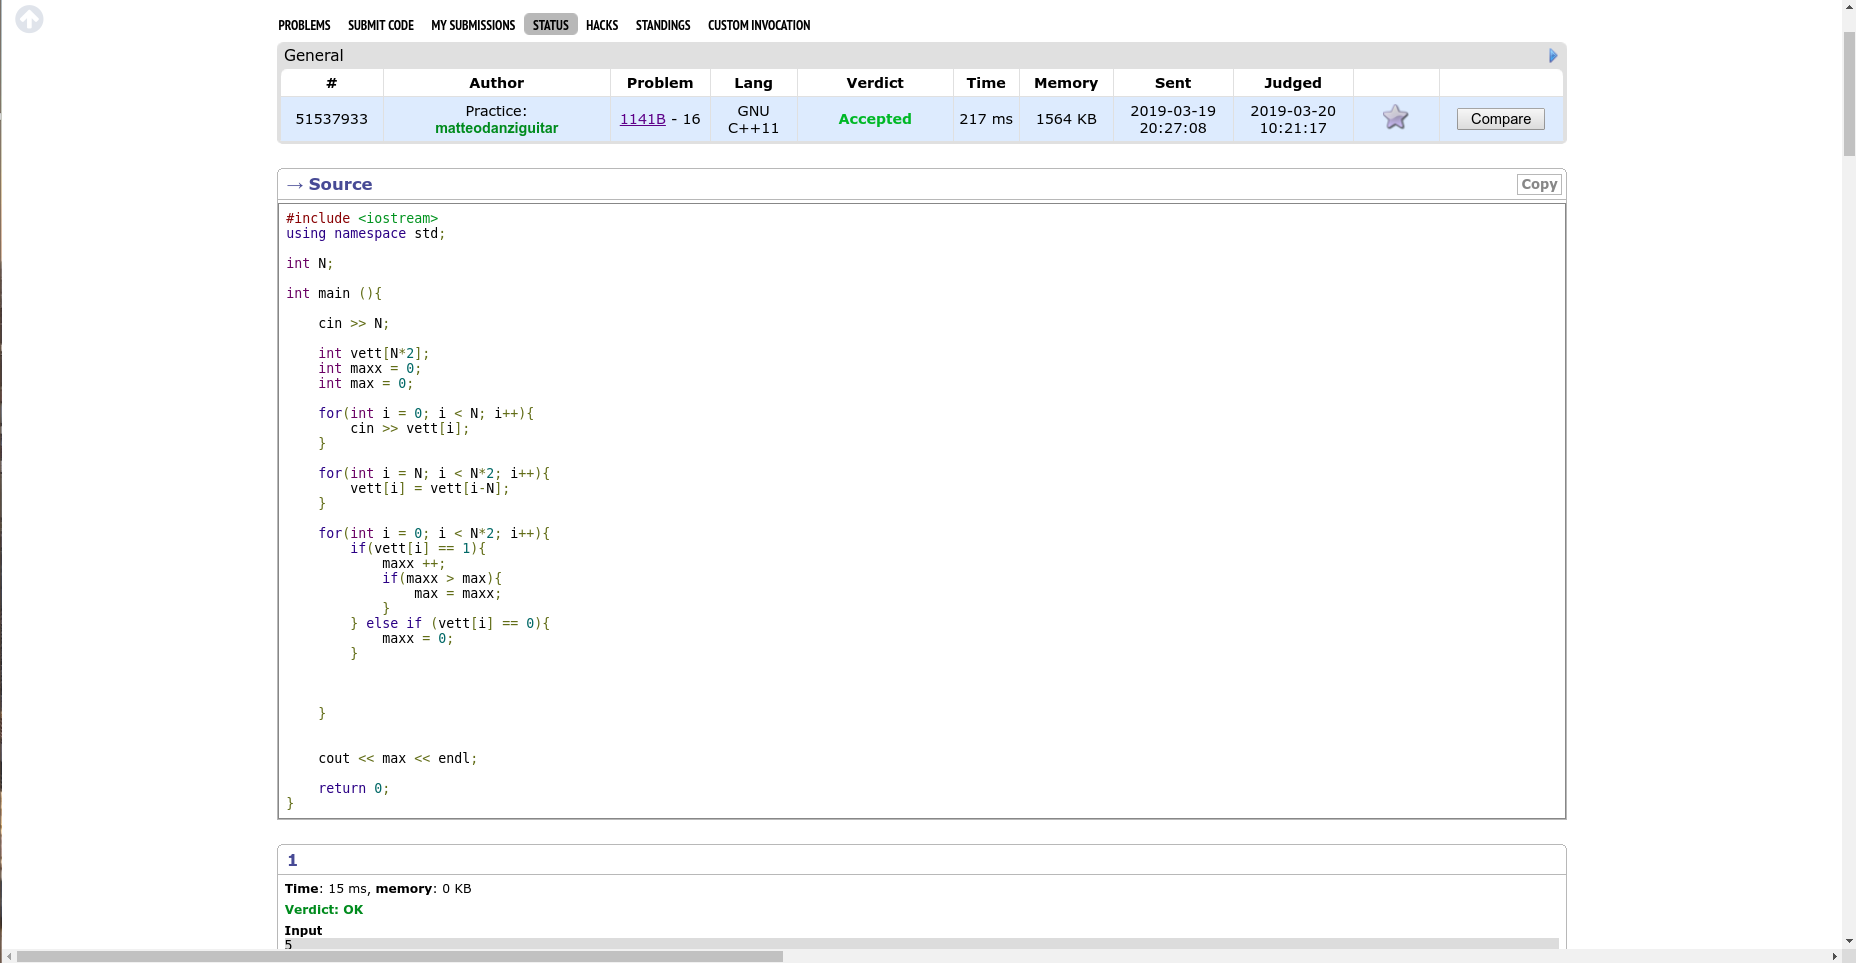 PROBLEMS SUBMIT CODE MY SUBMISSIONS STATUS HACKS STANDINGS CUSTOM INVOCATION
General
# Author Problem Lang Verdict Time Memory Sent Judged
51537933 Practice: matteodanziguitar 1141B - 16 GNU C++11 Accepted 217 ms 1564 KB 2019-03-19 20:27:08 2019-03-20 10:21:17 Compare
→ Source Copy
#include <iostream>
using namespace std;
int N;
int main (){
cin >> N;
int vett[N*2];
int maxx = 0;
int max = 0;
for(int i = 0; i < N; i++){
cin >> vett[i];
}
for(int i = N; i < N*2; i++){
vett[i] = vett[i-N];
}
for(int i = 0; i < N*2; i++){
if(vett[i] == 1){
maxx ++;
if(maxx > max){
max = maxx;
}
} else if (vett[i] == 0){
maxx = 0;
}
}
cout << max << endl;
return 0;
}
1
Time: 15 ms, memory: 0 KB
Verdict: OK
Input
5